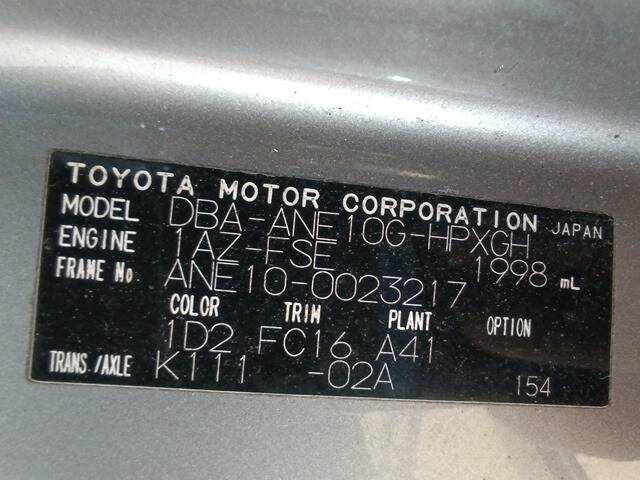 TOYOTA MOTOR CORPORATION JAPAN
MODEL DBA-ANE10G-HPXGH
ENGINE 1AZ-FSE 1998 mL
FRAME No ANE10-0023217
COLOR TRIM PLANT OPTION
1D2 FC16 A41
TRANS./AXLE K111 -02A 154